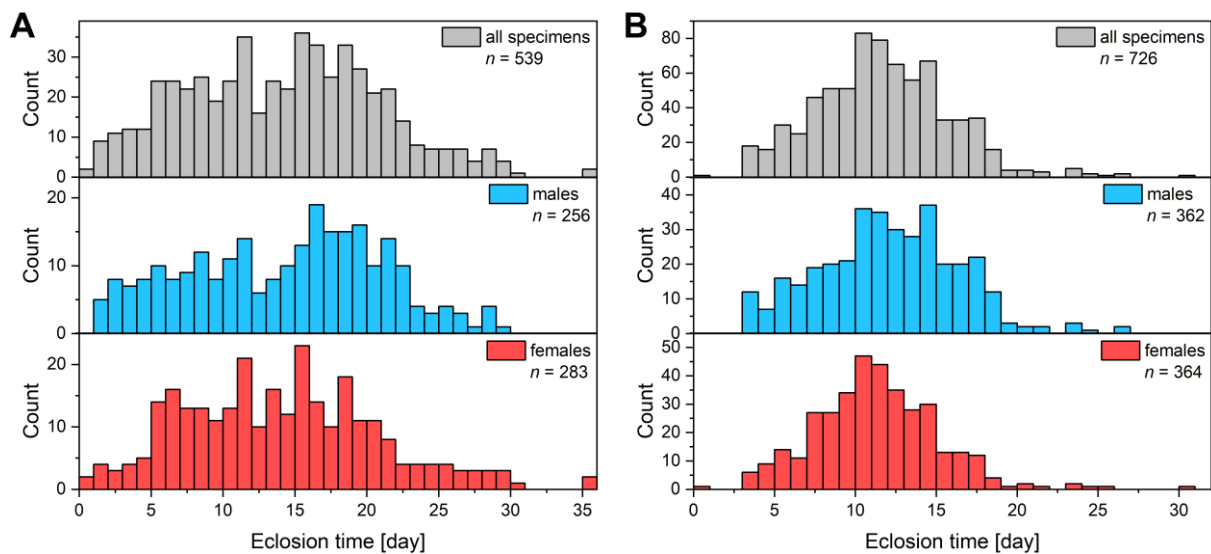 A
Count
30
20
10
0
all specimens
n = 539
Count
20
10
0
males
n = 256
Count
20
10
0
females
n = 283
0 5 10 15 20 25 30 35
Eclosion time [day]
B
Count
80
60
40
20
0
all specimens
n = 726
Count
40
30
20
10
0
males
n = 362
Count
50
40
30
20
10
0
females
n = 364
0 5 10 15 20 25 30
Eclosion time [day]